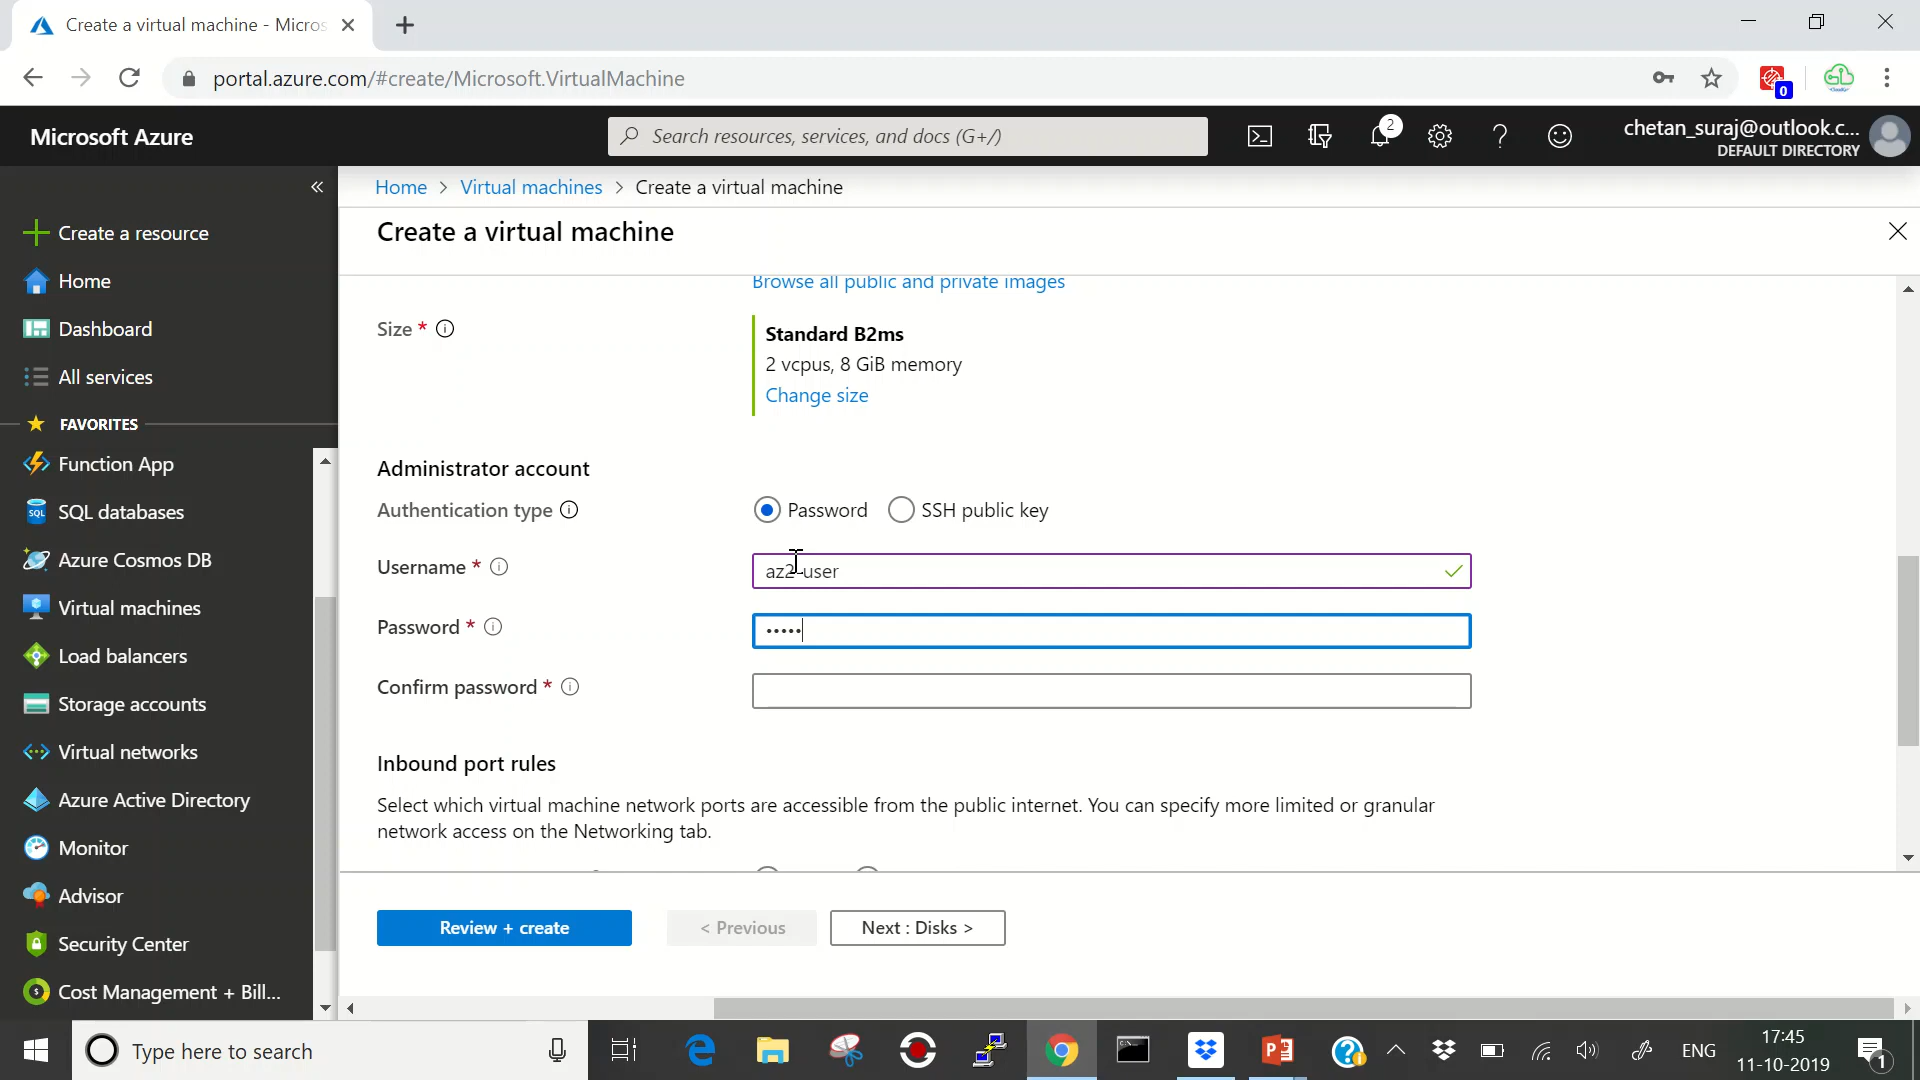 Create a virtual machine - Micros
portal.azure.com/#create/Microsoft.VirtualMachine
0
Microsoft Azure
Search resources, services, and docs (G+/)
2
chetan_suraj@outlook.c...
DEFAULT DIRECTORY
Home > Virtual machines > Create a virtual machine
Create a virtual machine
Create a resource
Home
Dashboard
All services
FAVORITES
Function App
SQL databases
Azure Cosmos DB
Virtual machines
Load balancers
Storage accounts
Virtual networks
Azure Active Directory
Monitor
Advisor
Security Center
Cost Management + Bill...
Browse all public and private images
Size *
Standard B2ms
2 vcpus, 8 GiB memory
Change size
Administrator account
Authentication type
Password
SSH public key
Username *
az2-user
Password *
•••••
Confirm password *
Inbound port rules
Select which virtual machine network ports are accessible from the public internet. You can specify more limited or granular
network access on the Networking tab.
Review + create
< Previous
Next : Disks >
Type here to search
ENG
17:45
11-10-2019
1